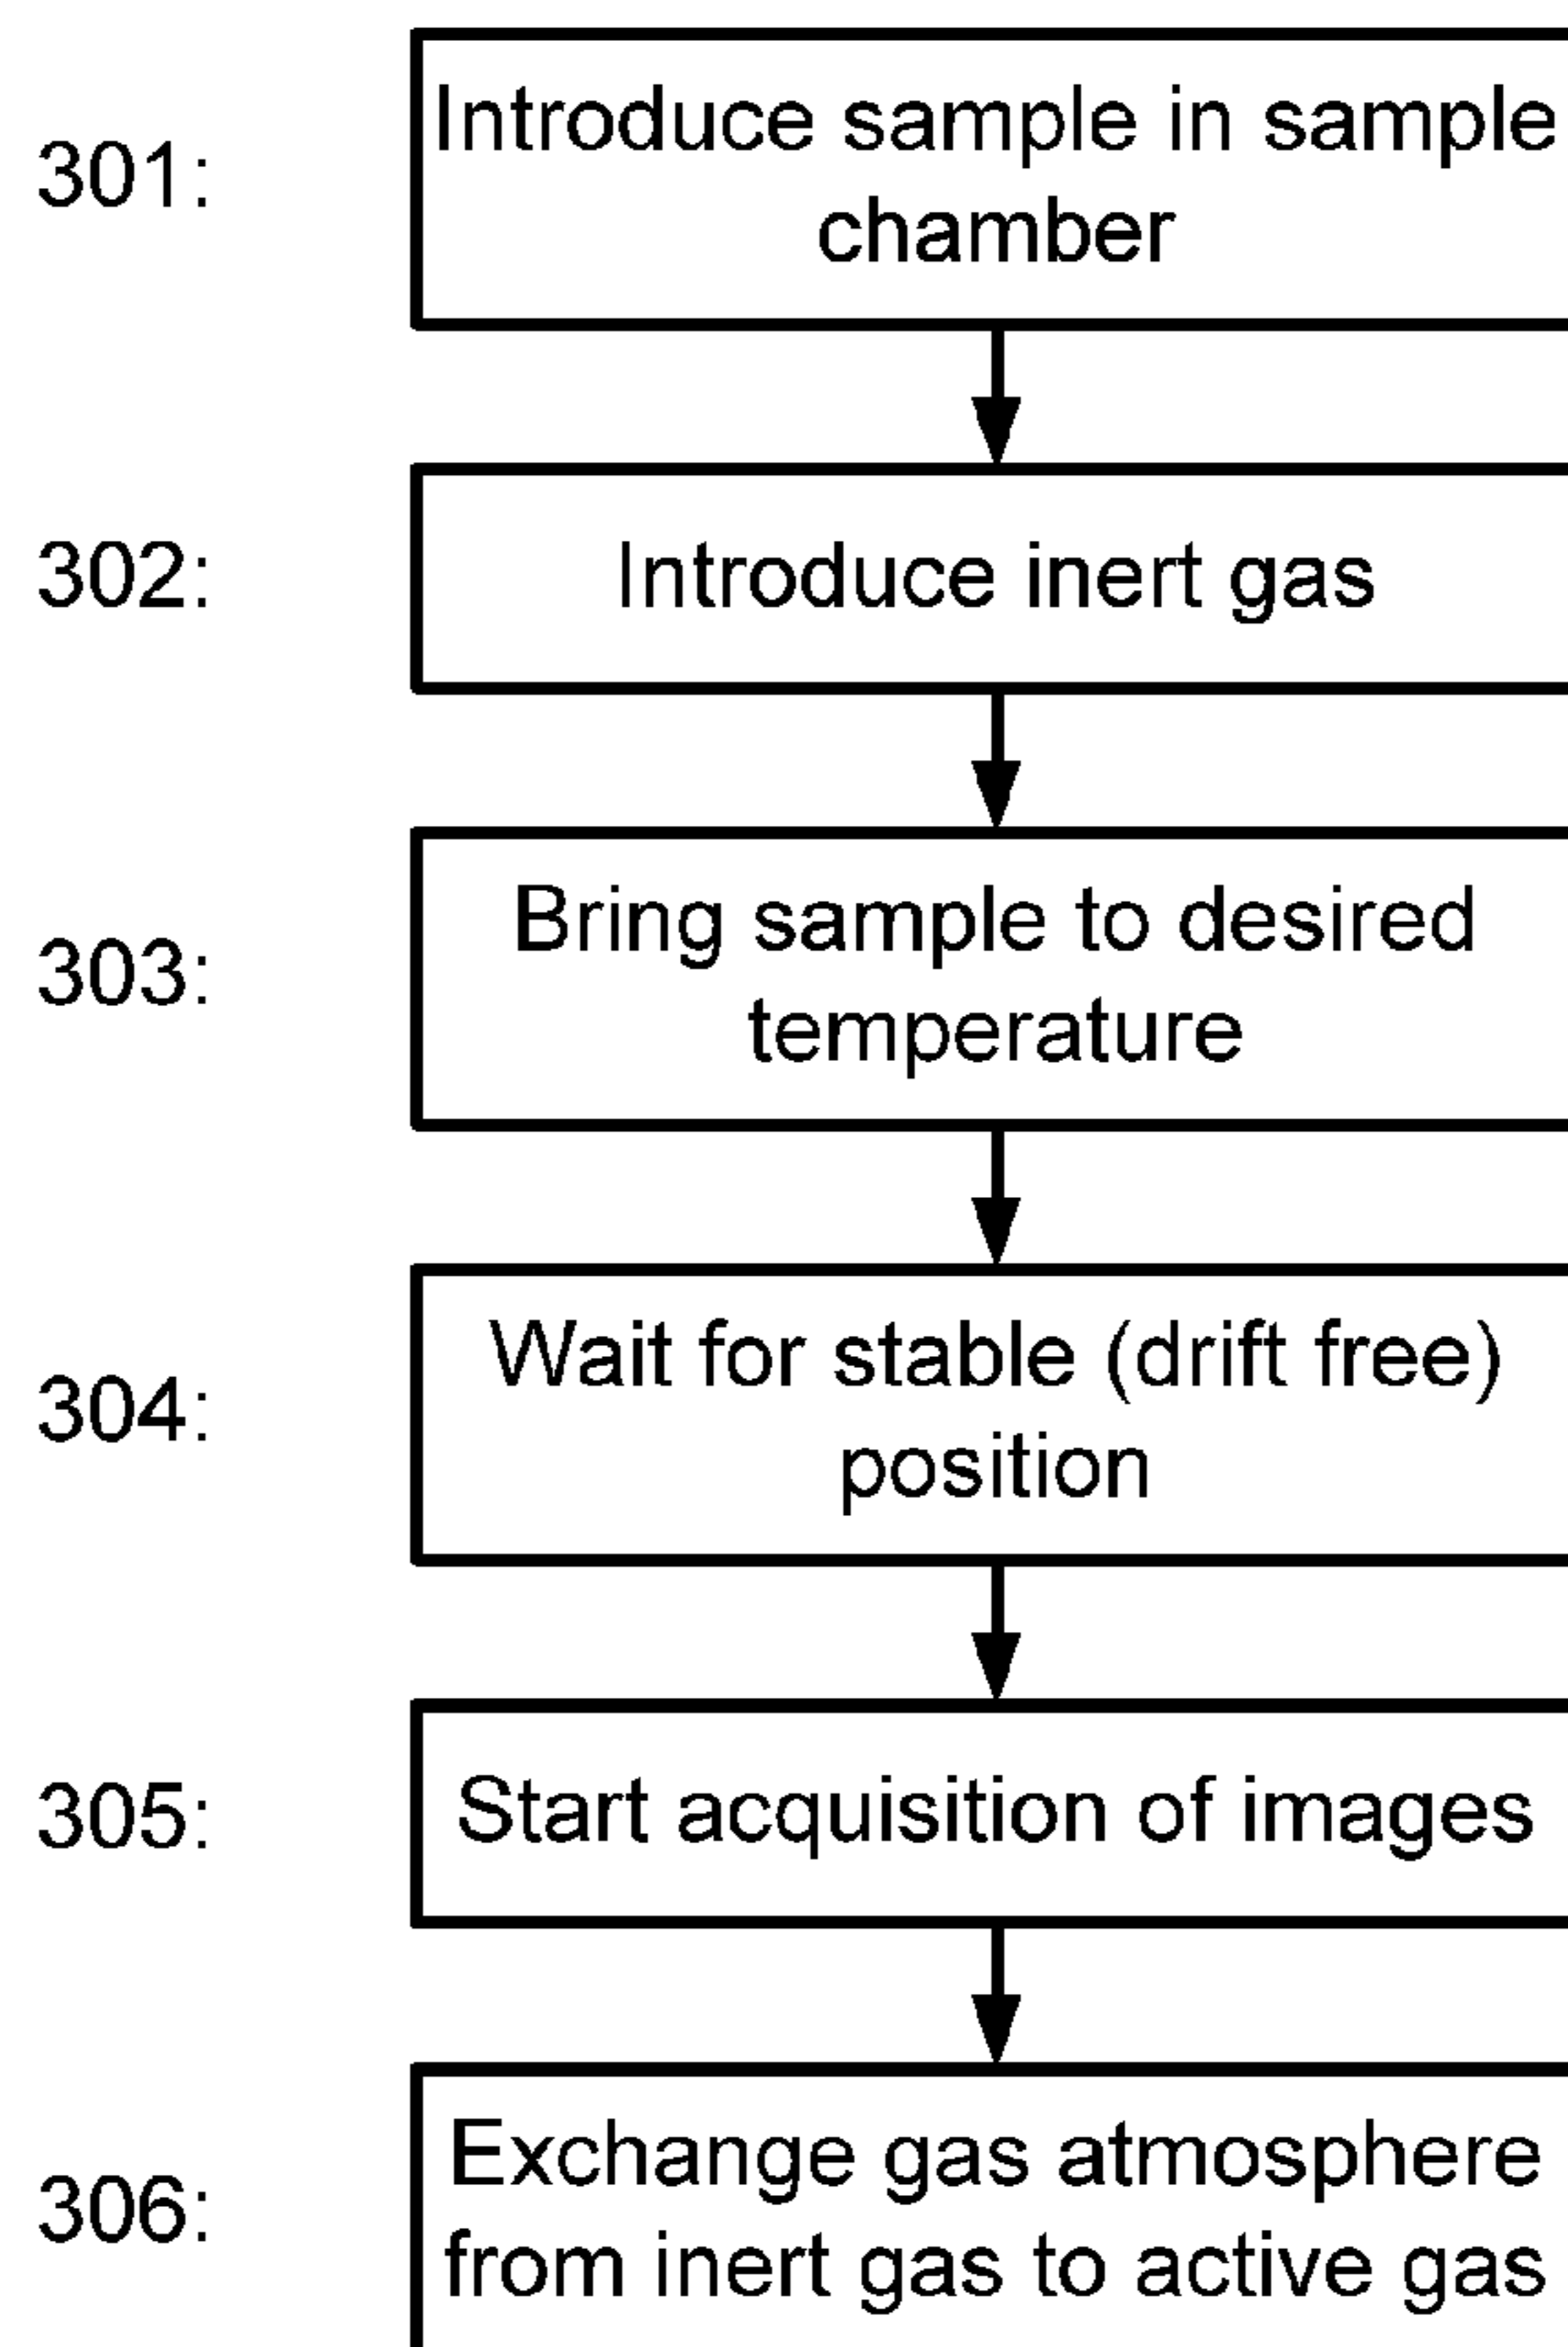 301:
Introduce sample in sample
chamber
302:
Introduce inert gas
303:
Bring sample to desired
temperature
304:
Wait for stable (drift free)
position
305:
Start acquisition of images
306:
Exchange gas atmosphere
from inert gas to active gas